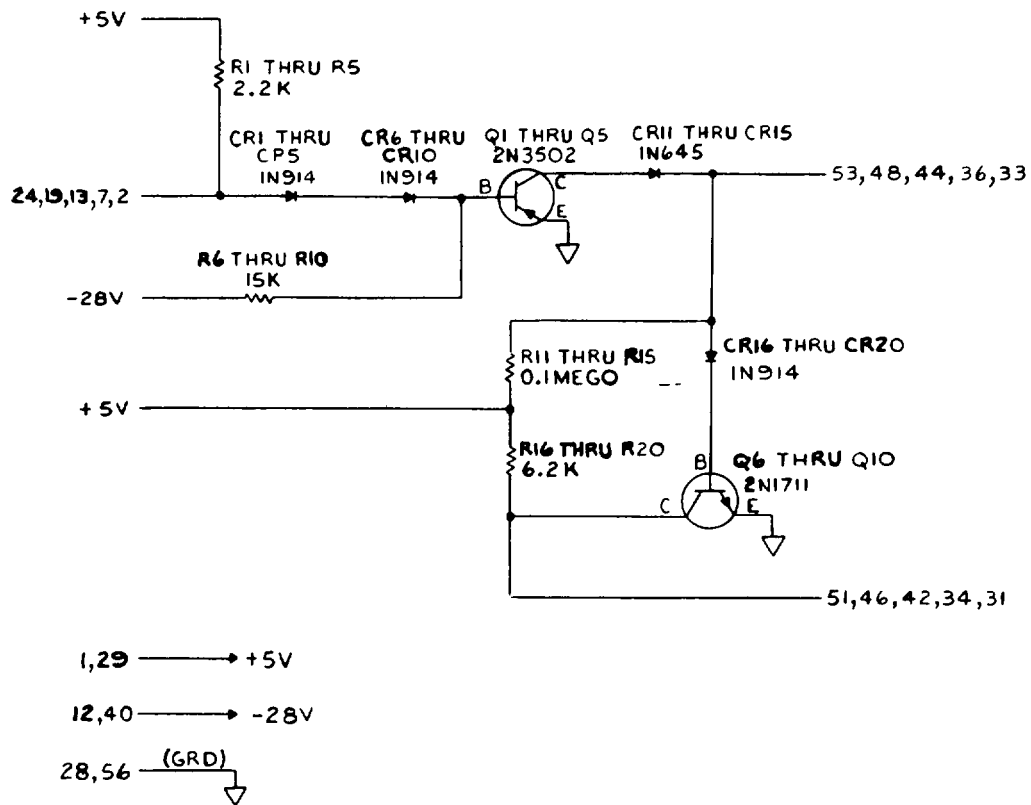 +5V
R1 THRU R5
2.2K
CR1 THRU
CP5
1N914
CR6 THRU
CR10
1N914
Q1 THRU Q5
2N3502
CR11 THRU CR15
1N645
24,19,13,7,2
B
C
E
53,48,44,36,33
R6 THRU R10
15K
-28V
R11 THRU R15
0.1MEGO
CR16 THRU CR20
1N914
+5V
R16 THRU R20
6.2K
B
Q6 THRU Q10
2N1711
C
E
51,46,42,34,31
1,29
+5V
12,40
-28V
28,56
(GRD)